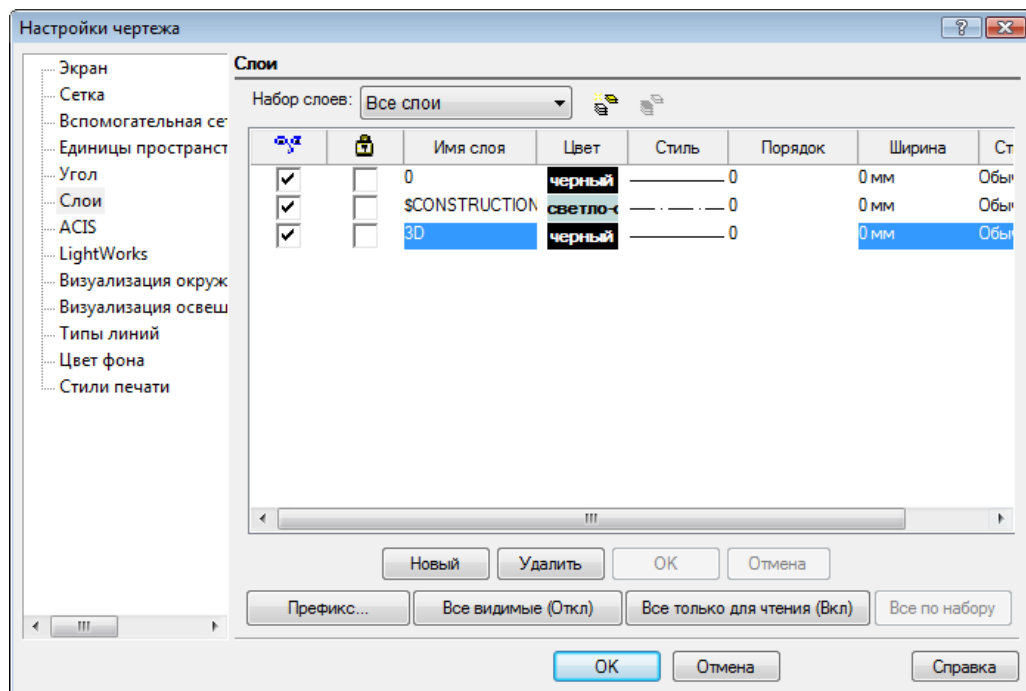 Настройки чертежа
Экран
Сетка
Вспомогательная се
Единицы пространст
Угол
Слои
ACIS
LightWorks
Визуализация окруж
Визуализация освещ
Типы линий
Цвет фона
Стили печати
Слои
Набор слоев: Все слои
Имя слоя Цвет Стиль Порядок Ширина Ст
0 черный 0 0 мм Обы
$CONSTRUCTION светло-с 0 0 мм Обы
3D черный 0 0 мм Обы
Новый Удалить OK Отмена
Префикс... Все видимые (Откл) Все только для чтения (Вкл) Все по набору
OK Отмена Справка